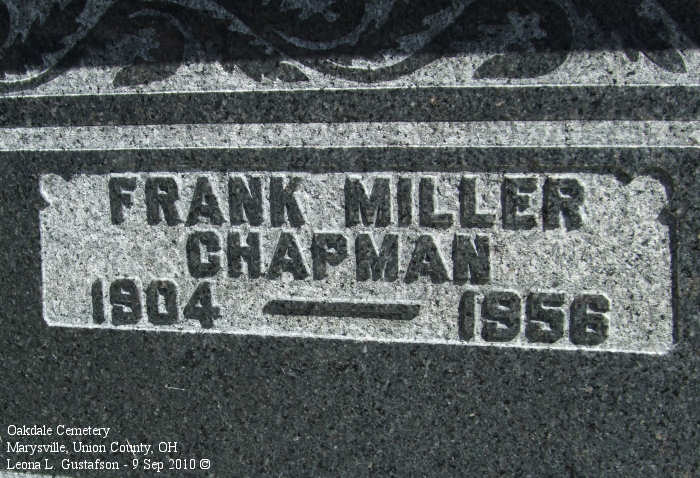 FRANK MILLER
CHAPMAN
1904 — 1956
Oakdale Cemetery
Marysville, Union County, OH
Leona L. Gustafson - 9 Sep 2010 ©